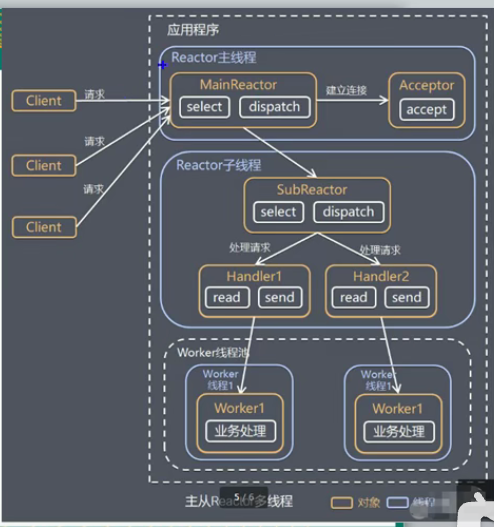 应用程序
Reactor主线程
MainReactor
select
dispatch
建立连接
Acceptor
accept
Client
请求
Client
请求
Client
请求
Reactor子线程
SubReactor
select
dispatch
处理请求
处理请求
Handler1
read
send
Handler2
read
send
Worker线程池
Worker
线程1
Worker1
业务处理
Worker
线程1
Worker1
业务处理
主从Reactor多线程
5 / 6
对象
线程